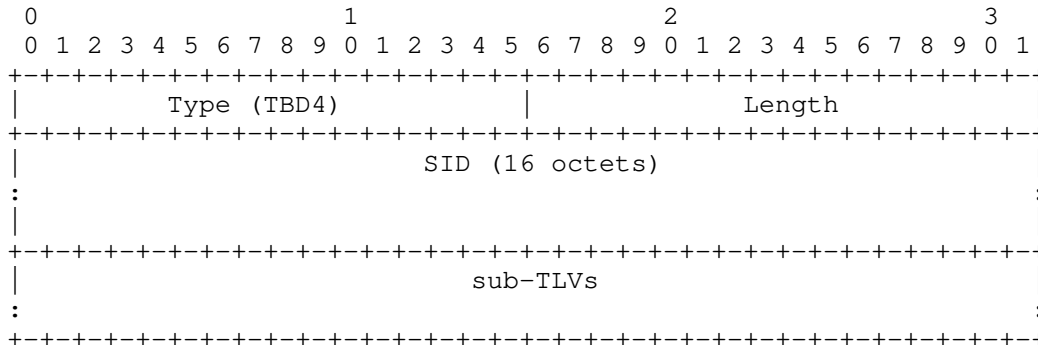 0                   1                   2                   3
 0 1 2 3 4 5 6 7 8 9 0 1 2 3 4 5 6 7 8 9 0 1 2 3 4 5 6 7 8 9 0 1
+-+-+-+-+-+-+-+-+-+-+-+-+-+-+-+-+-+-+-+-+-+-+-+-+-+-+-+-+-+-+-+--
|         Type (TBD4)           |             Length
+-+-+-+-+-+-+-+-+-+-+-+-+-+-+-+-+-+-+-+-+-+-+-+-+-+-+-+-+-+-+-+--
|                         SID (16 octets)
:                                                               :
|
+-+-+-+-+-+-+-+-+-+-+-+-+-+-+-+-+-+-+-+-+-+-+-+-+-+-+-+-+-+-+-+--
|                            sub-TLVs
:                                                               :
+-+-+-+-+-+-+-+-+-+-+-+-+-+-+-+-+-+-+-+-+-+-+-+-+-+-+-+-+-+-+-+--